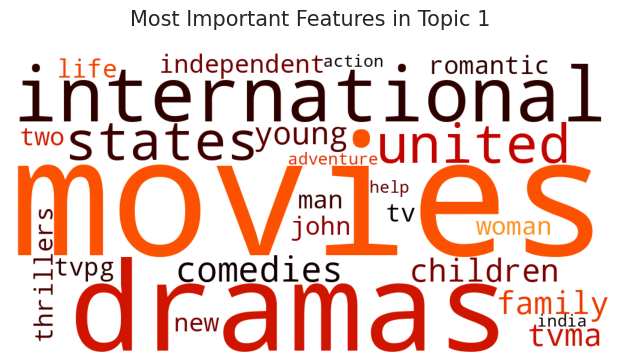 Most Important Features in Topic 1
life independent action romantic
international
two states young united
adventure
movies
help
man tv
john woman
thrillers
tvpg comedies children
dramas
family
new india
tvma